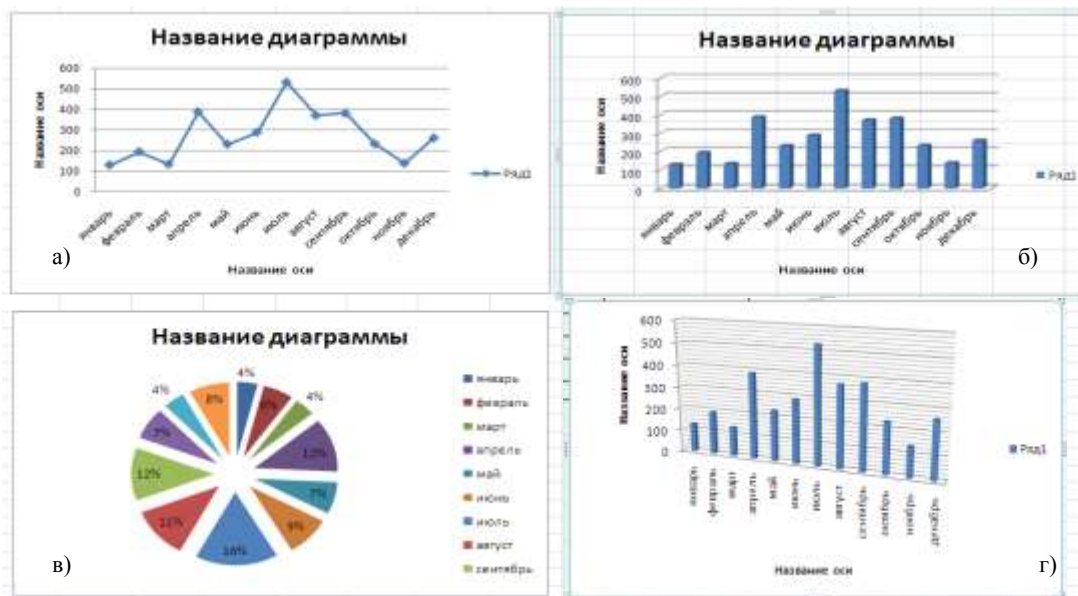 Название диаграммы
Название оси
600
500
400
300
200
100
0
январь
февраль
март
апрель
май
июнь
июль
август
сентябрь
октябрь
ноябрь
декабрь
Название оси
Ряд1
а)
Название диаграммы
Название оси
600
500
400
300
200
100
0
январь
февраль
март
апрель
май
июнь
июль
август
сентябрь
октябрь
ноябрь
декабрь
Название оси
Ряд1
б)
Название диаграммы
4%
6%
4%
12%
7%
9%
16%
11%
12%
7%
4%
8%
январь
февраль
март
апрель
май
июнь
июль
август
сентябрь
в)
Название оси
600
500
400
300
200
100
0
январь
февраль
март
апрель
май
июнь
июль
август
сентябрь
октябрь
ноябрь
декабрь
Название оси
Ряд1
г)